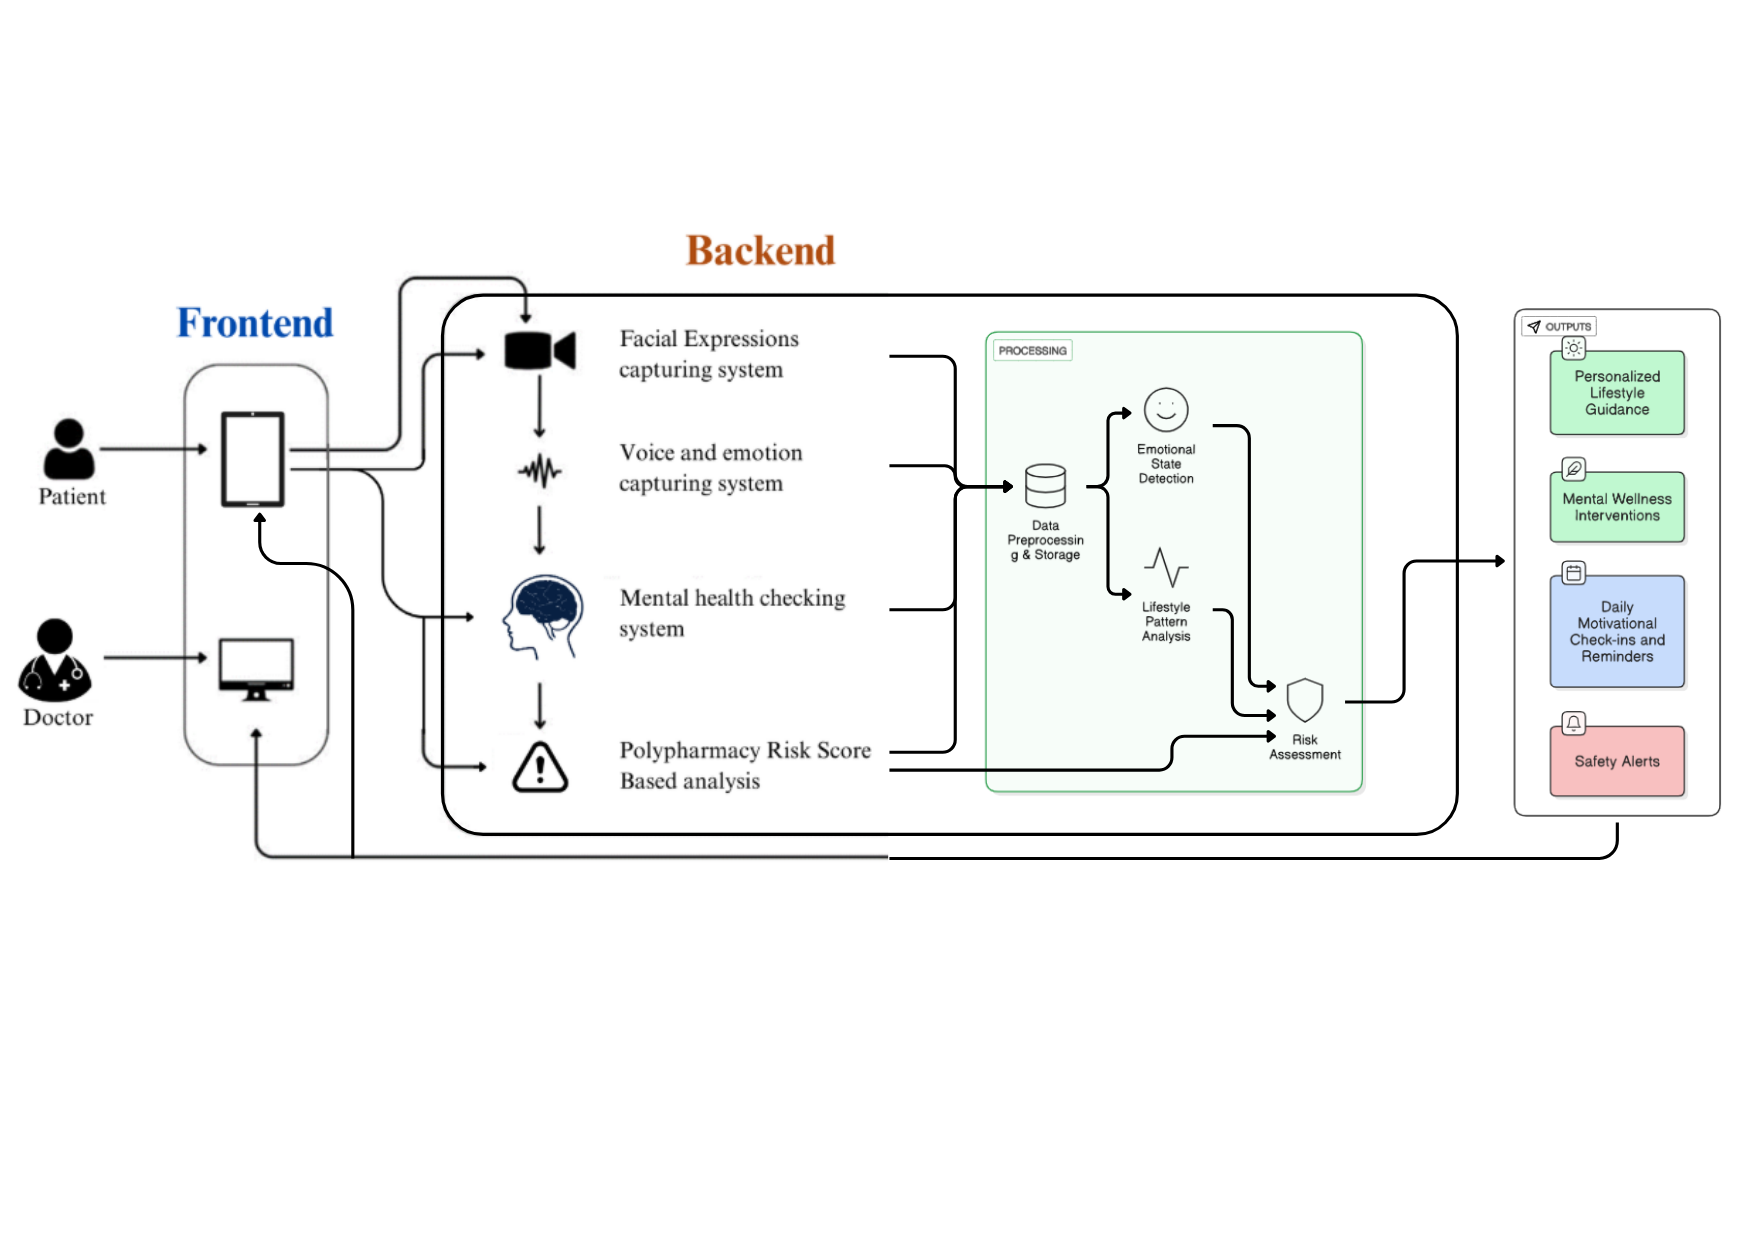 Backend
Frontend
Patient
Doctor
Facial Expressions
capturing system
Voice and emotion
capturing system
Mental health checking
system
Polypharmacy Risk Score
Based analysis
PROCESSING
Data
Preprocessin
g & Storage
Emotional
State
Detection
Lifestyle
Pattern
Analysis
Risk
Assessment
OUTPUTS
Personalized
Lifestyle
Guidance
Mental Wellness
Interventions
Daily
Motivational
Check-ins and
Reminders
Safety Alerts